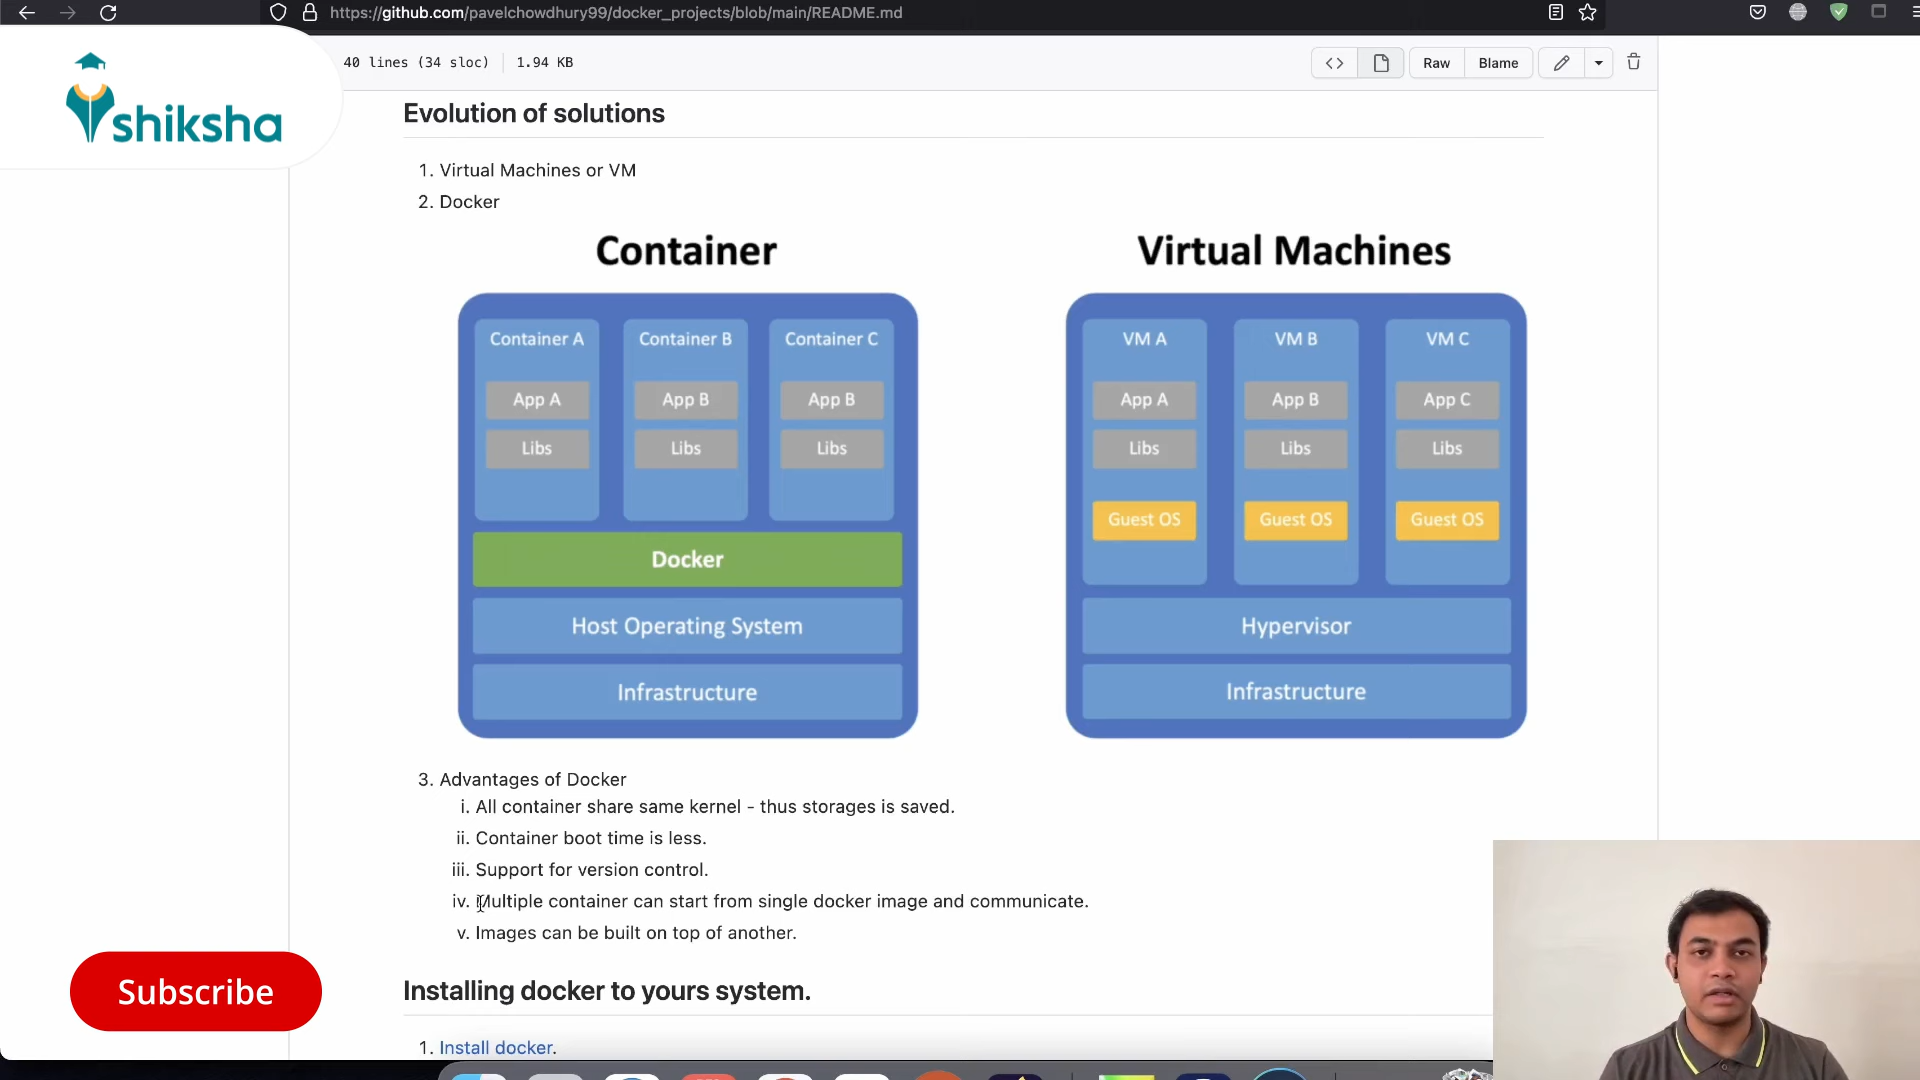 https://github.com/pavelchowdhury99/docker_projects/blob/main/README.md
shiksha
40 lines (34 sloc) 1.94 KB
Raw
Blame
Evolution of solutions
1. Virtual Machines or VM
2. Docker
Container
Container A
Container B
Container C
App A
App B
App B
Libs
Libs
Libs
Docker
Host Operating System
Infrastructure
Virtual Machines
VM A
VM B
VM C
App A
App B
App C
Libs
Libs
Libs
Guest OS
Guest OS
Guest OS
Hypervisor
Infrastructure
3. Advantages of Docker
i. All container share same kernel - thus storages is saved.
ii. Container boot time is less.
iii. Support for version control.
iv. Multiple container can start from single docker image and communicate.
v. Images can be built on top of another.
Subscribe
Installing docker to yours system.
1. Install docker.